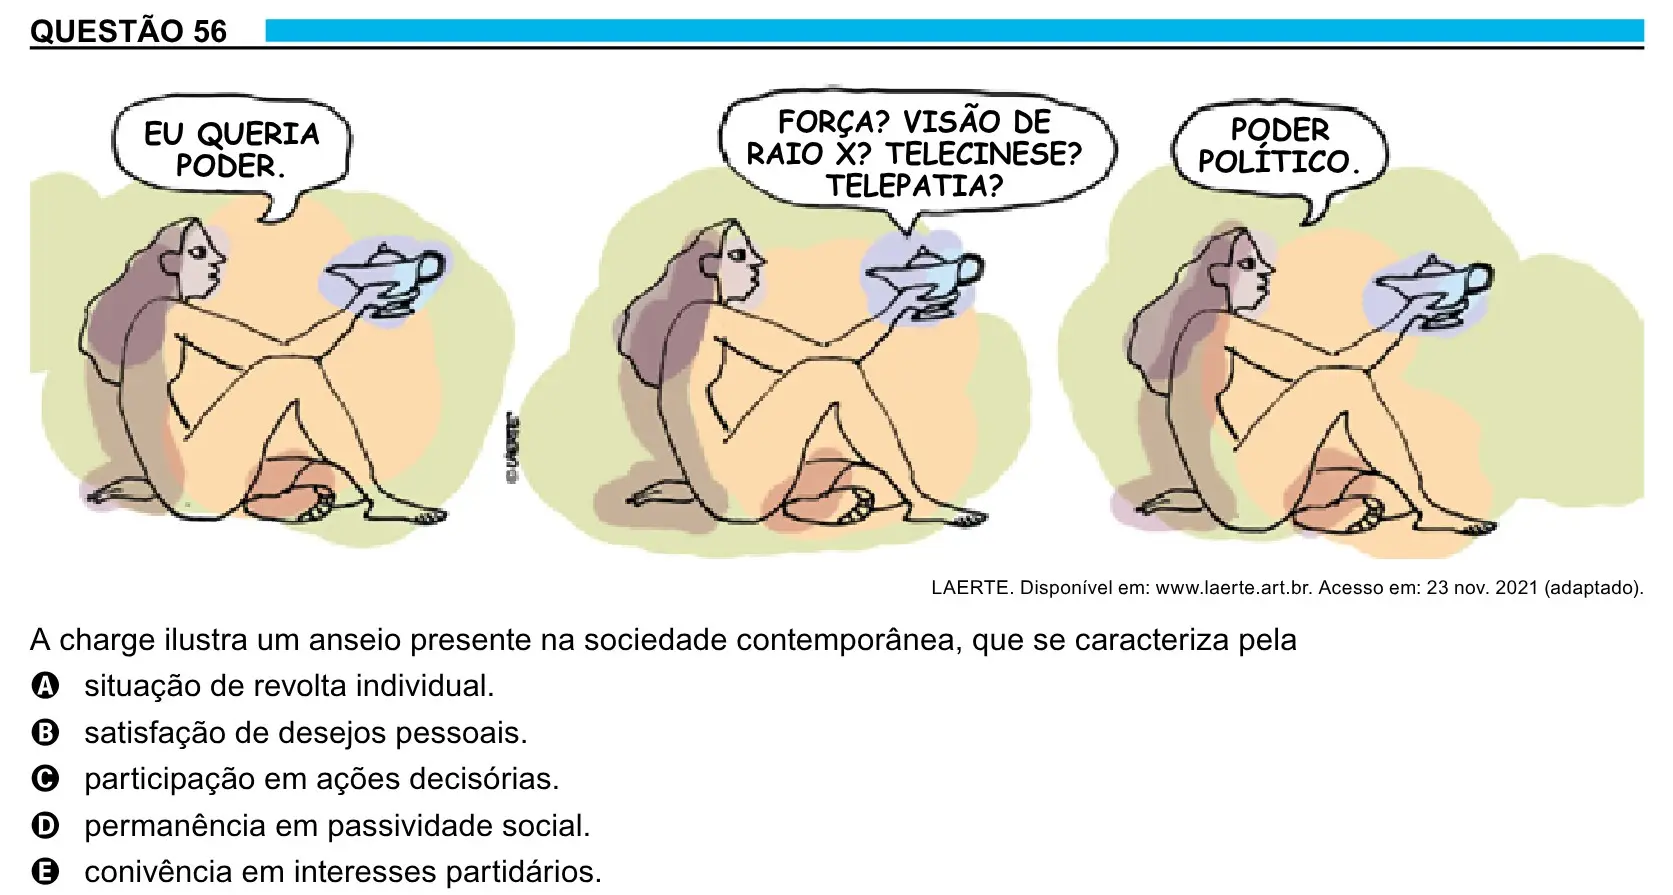 QUESTÃO 56
EU QUERIA
PODER.
FORÇA? VISÃO DE
RAIO X? TELECINESE?
TELEPATIA?
PODER
POLÍTICO.
© LAERTE
LAERTE. Disponível em: www.laerte.art.br. Acesso em: 23 nov. 2021 (adaptado).
A charge ilustra um anseio presente na sociedade contemporânea, que se caracteriza pela
A situação de revolta individual.
B satisfação de desejos pessoais.
C participação em ações decisórias.
D permanência em passividade social.
E conivência em interesses partidários.